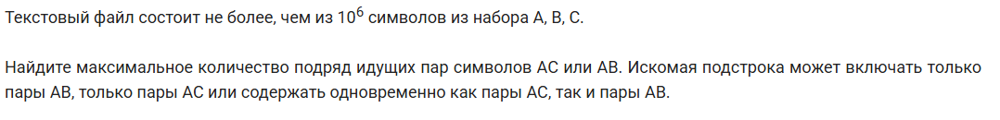 Текстовый файл состоит не более, чем из 10⁶ символов из набора A, B, C.
Найдите максимальное количество подряд идущих пар символов AC или AB. Искомая подстрока может включать только
пары AB, только пары AC или содержать одновременно как пары AC, так и пары AB.